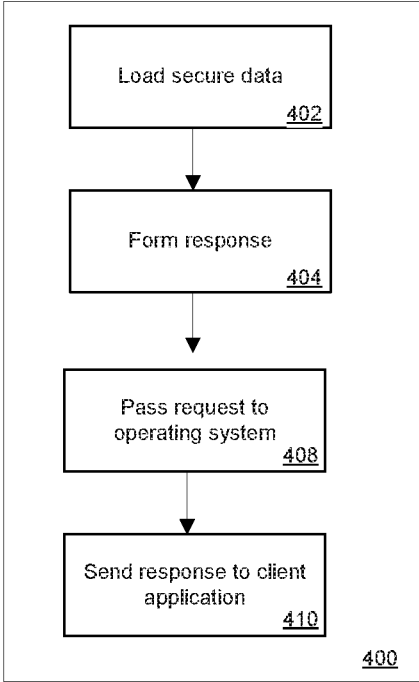 Load secure data
402
Form response
404
Pass request to
operating system
408
Send response to client
application
410
400